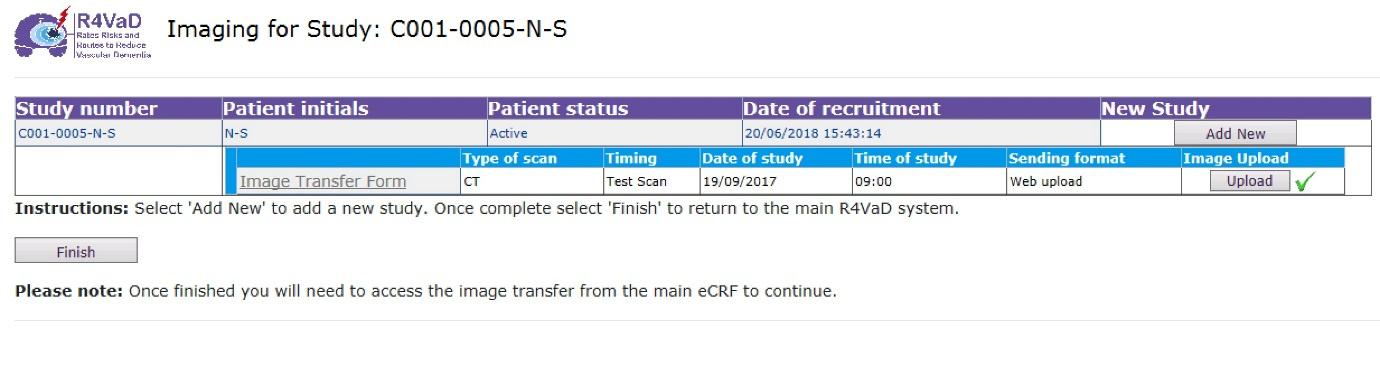 R4VaD
Rates Risks and
Routes to Reduce
Vascular Dementia
Imaging for Study: C001-0005-N-S
Study number Patient initials Patient status Date of recruitment New Study
C001-0005-N-S N-S Active 20/06/2018 15:43:14 Add New
Type of scan Timing Date of study Time of study Sending format Image Upload
Image Transfer Form CT Test Scan 19/09/2017 09:00 Web upload Upload
Instructions: Select 'Add New' to add a new study. Once complete select 'Finish' to return to the main R4VaD system.
Finish
Please note: Once finished you will need to access the image transfer from the main eCRF to continue.